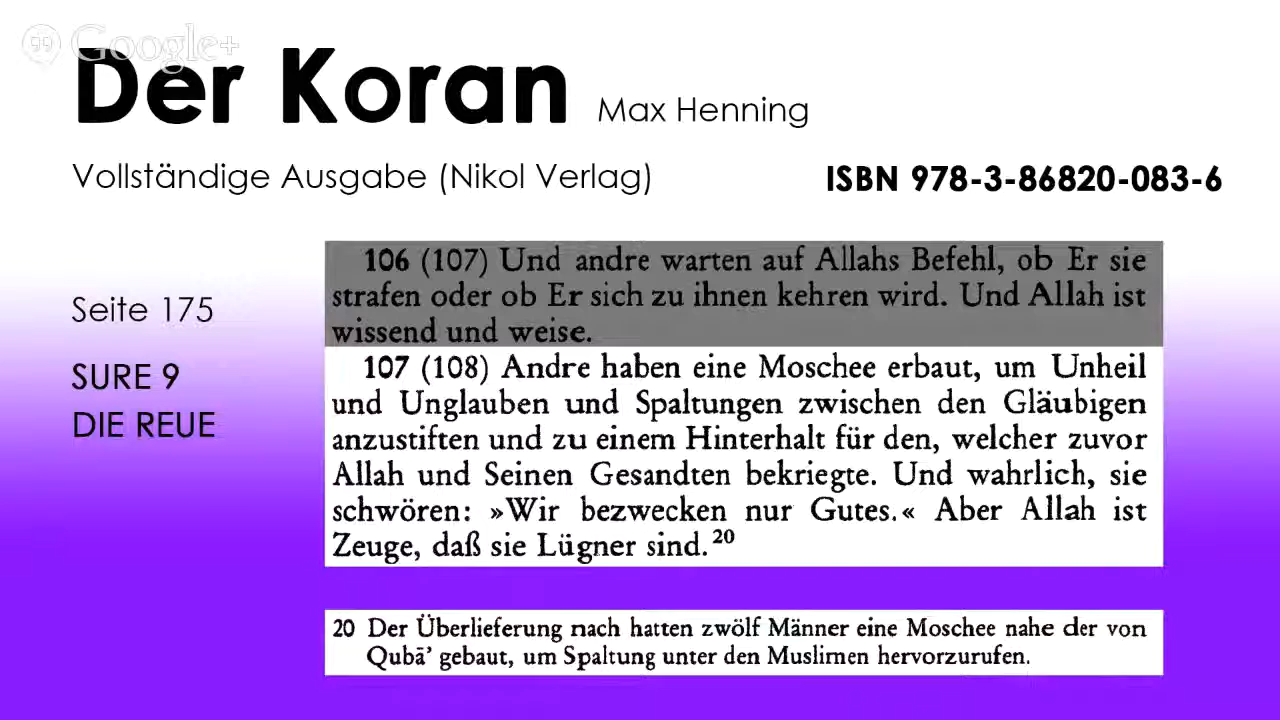 Google+
Der Koran Max Henning
Vollständige Ausgabe (Nikol Verlag)
ISBN 978-3-86820-083-6
Seite 175
SURE 9
DIE REUE
106 (107) Und andre warten auf Allahs Befehl, ob Er sie
strafen oder ob Er sich zu ihnen kehren wird. Und Allah ist
wissend und weise.
107 (108) Andre haben eine Moschee erbaut, um Unheil
und Unglauben und Spaltungen zwischen den Gläubigen
anzustiften und zu einem Hinterhalt für den, welcher zuvor
Allah und Seinen Gesandten bekriegte. Und wahrlich, sie
schwören: »Wir bezwecken nur Gutes.« Aber Allah ist
Zeuge, daß sie Lügner sind.20
20 Der Überlieferung nach hatten zwölf Männer eine Moschee nahe der von
Qubā' gebaut, um Spaltung unter den Muslimen hervorzurufen.